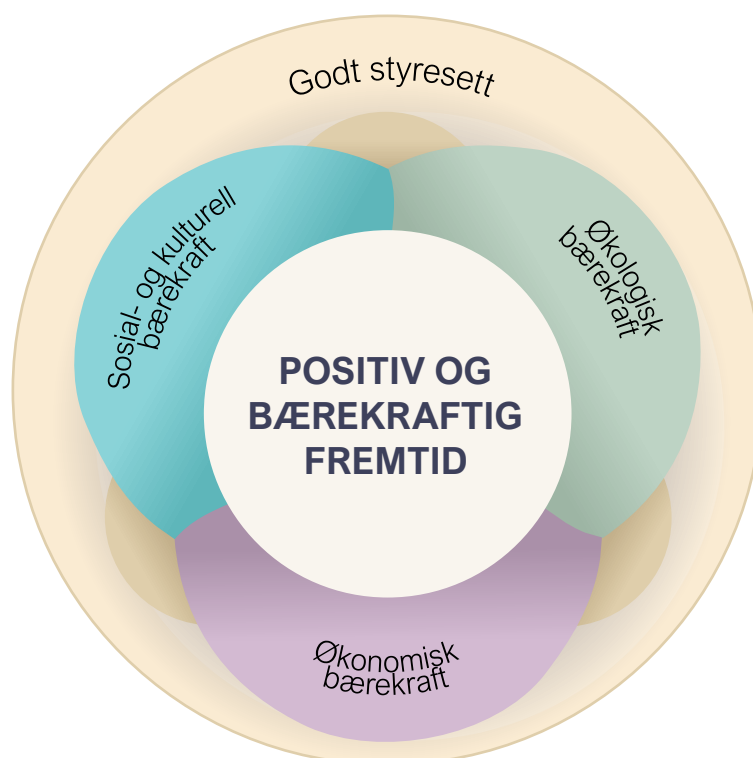 Godt styresett
Sosial- og kulturell
bærekraft
Økologisk
bærekraft
POSITIV OG
BÆREKRAFTIG
FREMTID
Økonomisk
bærekraft